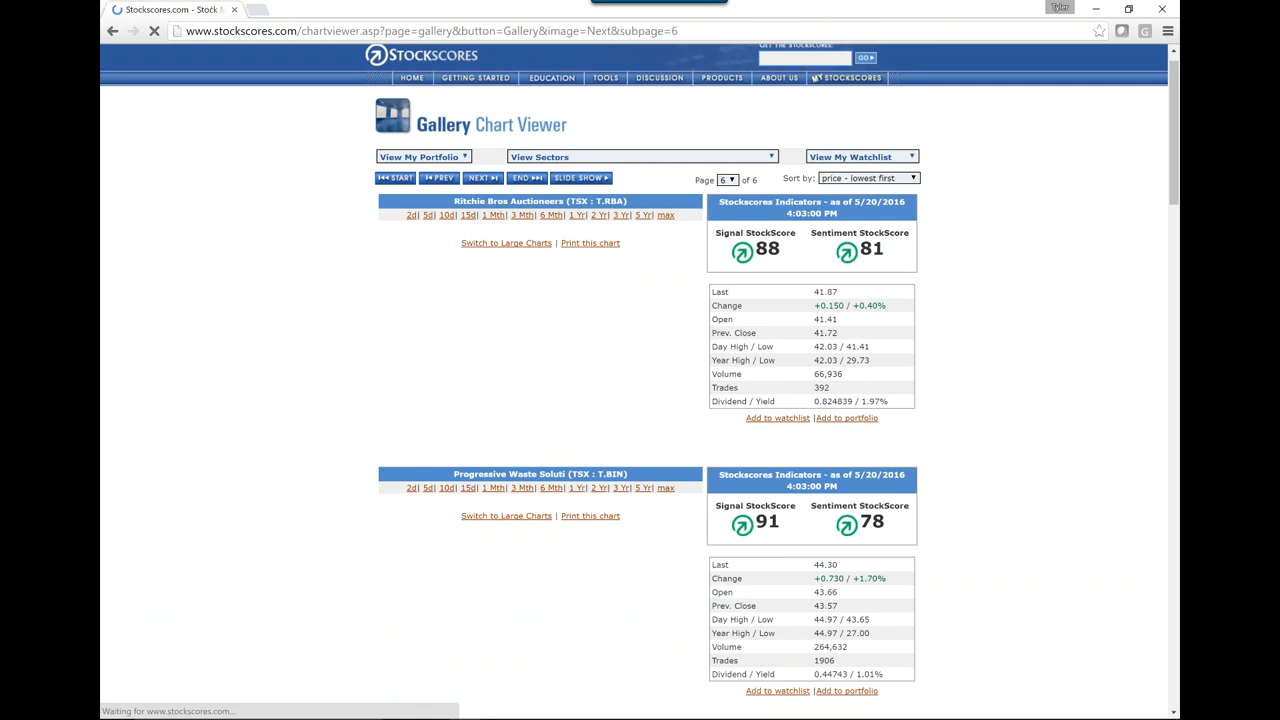 Stockscores.com - Stock M
Tyler
www.stockscores.com/chartviewer.asp?page=gallery&button=Gallery&image=Next&subpage=6
STOCKSCORES
GET THE STOCKSCORES:
GO
HOME GETTING STARTED EDUCATION TOOLS DISCUSSION PRODUCTS ABOUT US MY STOCKSCORES
Gallery Chart Viewer
View My Portfolio View Sectors View My Watchlist
START PREV NEXT END SLIDE SHOW Page 6 of 6 Sort by: price - lowest first
Ritchie Bros Auctioneers (TSX : T.RBA)
2d| 5d| 10d| 15d| 1 Mth| 3 Mth| 6 Mth| 1 Yr| 2 Yr| 3 Yr| 5 Yr| max
Switch to Large Charts | Print this chart
Stockscores Indicators - as of 5/20/2016
4:03:00 PM
Signal StockScore Sentiment StockScore
88 81
Last 41.87
Change +0.150 / +0.40%
Open 41.41
Prev. Close 41.72
Day High / Low 42.03 / 41.41
Year High / Low 42.03 / 29.73
Volume 66,936
Trades 392
Dividend / Yield 0.824839 / 1.97%
Add to watchlist |Add to portfolio
Progressive Waste Soluti (TSX : T.BIN)
2d| 5d| 10d| 15d| 1 Mth| 3 Mth| 6 Mth| 1 Yr| 2 Yr| 3 Yr| 5 Yr| max
Switch to Large Charts | Print this chart
Stockscores Indicators - as of 5/20/2016
4:03:00 PM
Signal StockScore Sentiment StockScore
91 78
Last 44.30
Change +0.730 / +1.70%
Open 43.66
Prev. Close 43.57
Day High / Low 44.97 / 43.65
Year High / Low 44.97 / 27.00
Volume 264,632
Trades 1906
Dividend / Yield 0.44743 / 1.01%
Add to watchlist |Add to portfolio
Waiting for www.stockscores.com...